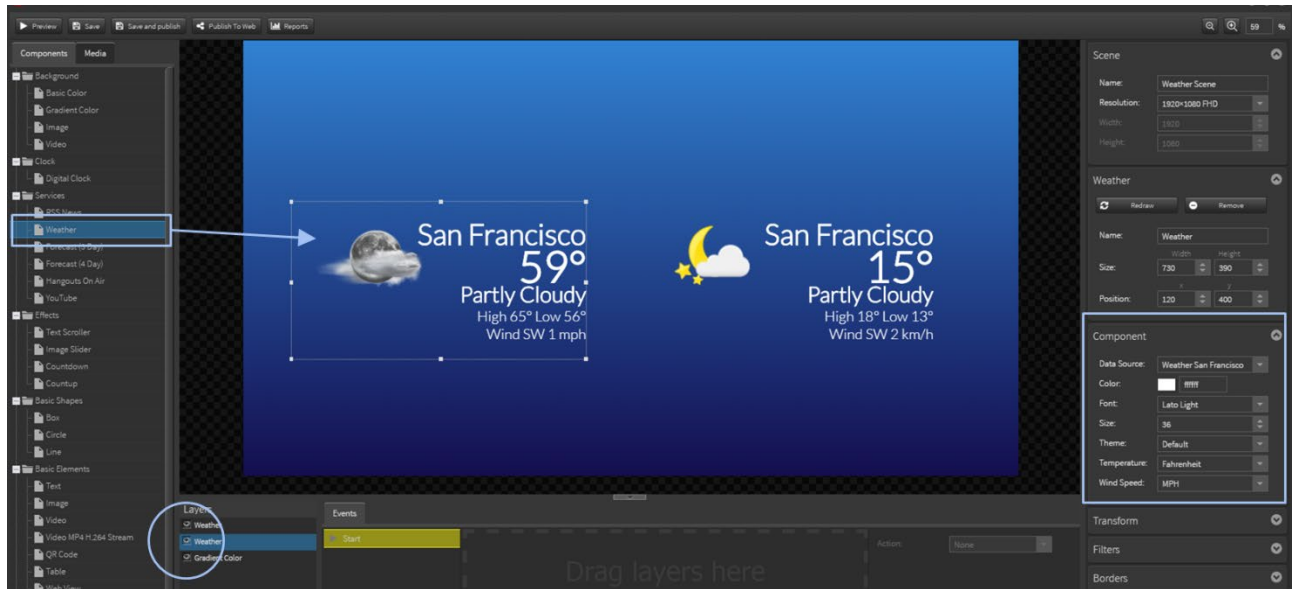 Preview Save Save and publish Publish To Web Reports 59 %
Components Media
Background
Basic Color
Gradient Color
Image
Video
Clock
Digital Clock
Services
RSS News
Weather
Forecast (5 Day)
Forecast (4 Day)
Hangouts On Air
YouTube
Effects
Text Scroller
Image Slider
Countdown
Countup
Basic Shapes
Box
Circle
Line
Basic Elements
Text
Image
Video
Video MP4 H.264 Stream
QR Code
Table
Web View
San Francisco
59°
Partly Cloudy
High 65° Low 56°
Wind SW 1 mph
San Francisco
15°
Partly Cloudy
High 18° Low 13°
Wind SW 2 km/h
Layers
Weather
Weather
Gradient Color
Events
Start
Drag layers here
Action: None
Scene
Name: Weather Scene
Resolution: 1920×1080 FHD
Width: 1920
Height: 1080
Weather
Redraw Remove
Name: Weather
Width Height
Size: 730 390
x y
Position: 120 400
Component
Data Source: Weather San Francisco
Color: ffffff
Font: Lato Light
Size: 36
Theme: Default
Temperature: Fahrenheit
Wind Speed: MPH
Transform
Filters
Borders